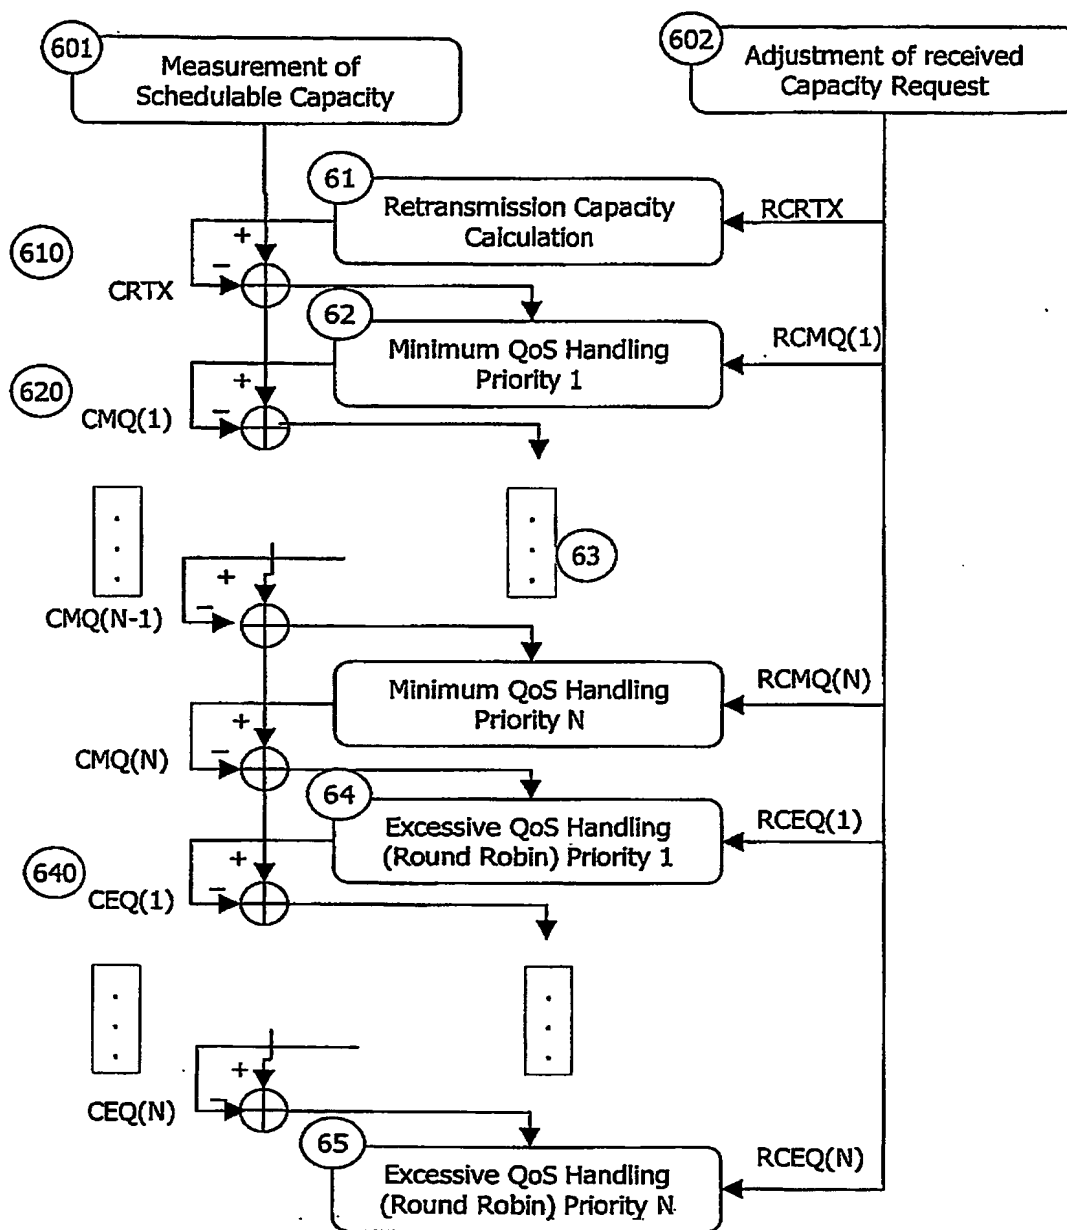 601
Measurement of
Schedulable Capacity
602
Adjustment of received
Capacity Request
61
Retransmission Capacity
Calculation
RCRTX
610
+
−
CRTX
62
Minimum QoS Handling
Priority 1
RCMQ(1)
620
+
−
CMQ(1)
63
+
−
CMQ(N-1)
Minimum QoS Handling
Priority N
RCMQ(N)
+
−
CMQ(N)
64
Excessive QoS Handling
(Round Robin) Priority 1
RCEQ(1)
640
+
−
CEQ(1)
+
−
CEQ(N)
65
Excessive QoS Handling
(Round Robin) Priority N
RCEQ(N)